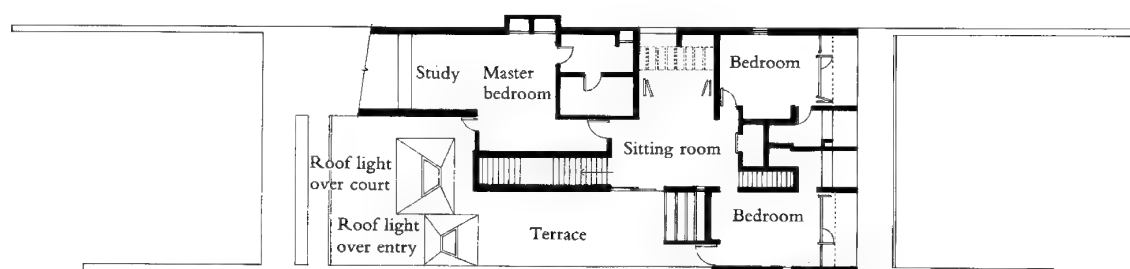 Study
Master
bedroom
Bedroom
Sitting room
Roof light
over court
Roof light
over entry
Terrace
Bedroom